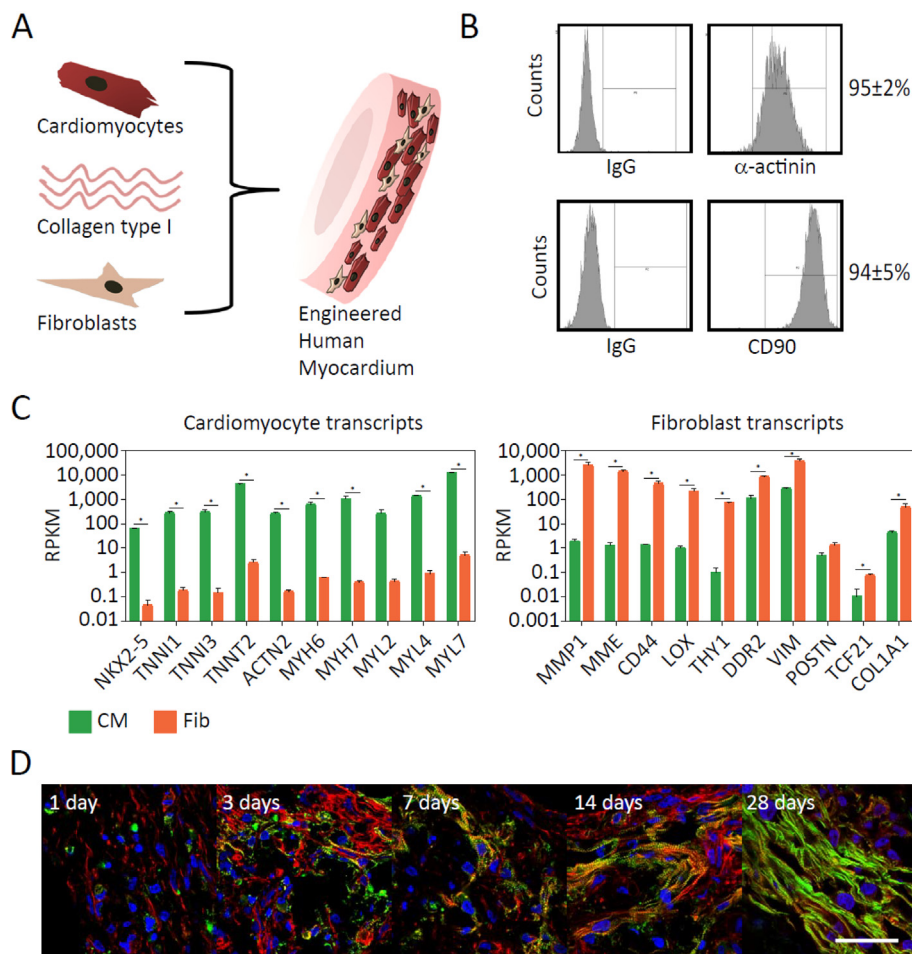 A
Cardiomyocytes
Collagen type I
Fibroblasts
Engineered
Human
Myocardium
B
Counts
IgG
α-actinin
95±2%
Counts
IgG
CD90
94±5%
C
Cardiomyocyte transcripts
RPKM
100,000
10,000
1,000
100
10
1
0.1
0.01
* * * * * * * * *
NKX2-5
TNNI1
TNNI3
TNNT2
ACTN2
MYH6
MYH7
MYL2
MYL4
MYL7
Fibroblast transcripts
RPKM
10,000
1,000
100
10
1
0.1
0.01
0.001
* * * * * * * * *
MMP1
MME
CD44
LOX
THY1
DDR2
VIM
POSTN
TCF21
COL1A1
CM Fib
D
1 day 3 days 7 days 14 days 28 days